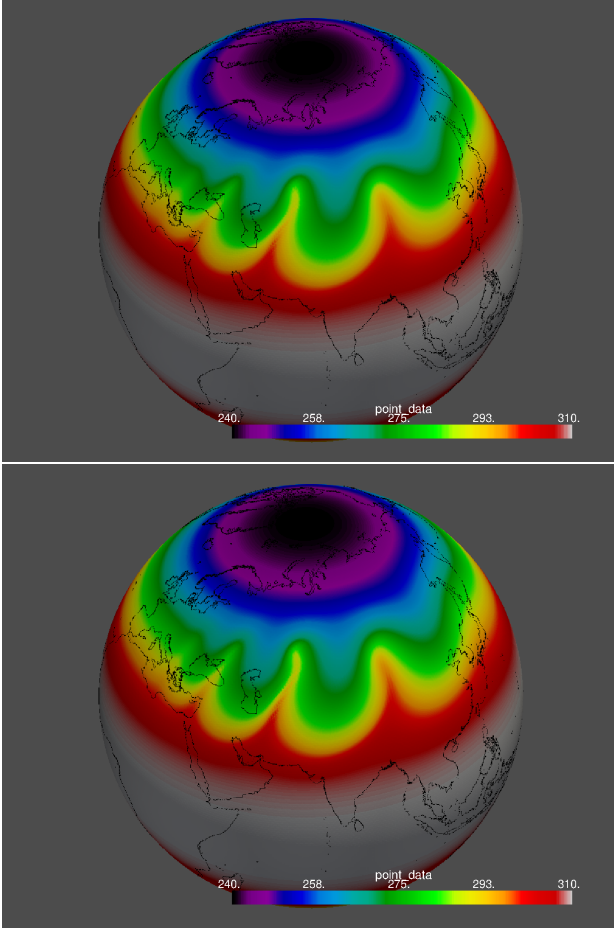 point_data
240. 258. 275. 293. 310.
point_data
240. 258. 275. 293. 310.